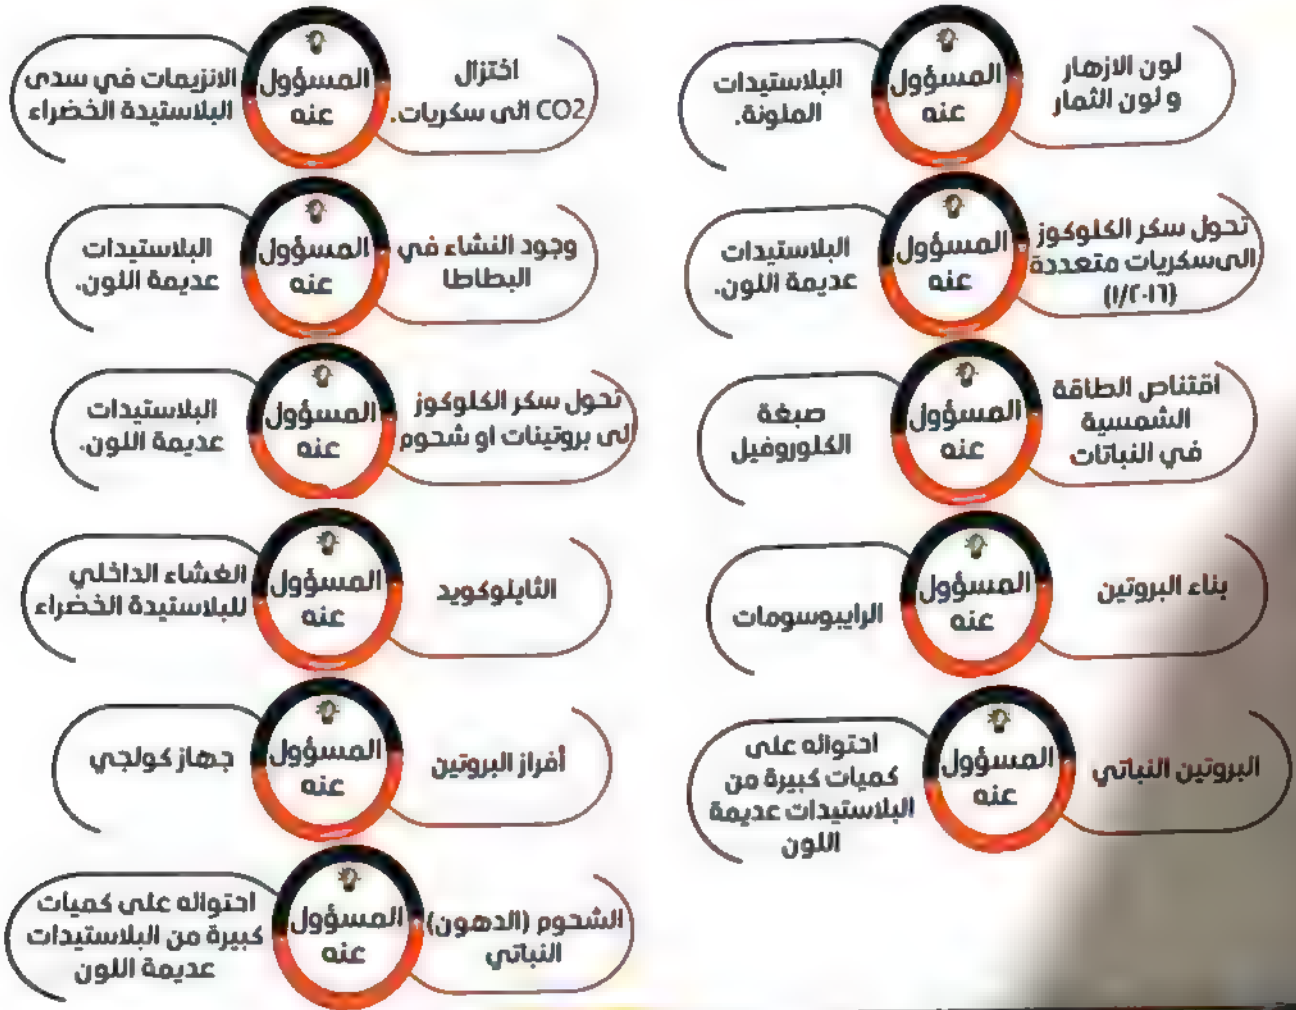 لون الازهار
و لون الثمار
المسؤول
عنه
البلاستيدات
الملونة.
تحول سكر الكلوكوز
الى سكريات متعددة
(١/٢٠١٦)
المسؤول
عنه
البلاستيدات
عديمة اللون.
اقتناص الطاقة
الشمسية
في النباتات
المسؤول
عنه
صبغة
الكلوروفيل
بناء البروتين
المسؤول
عنه
الرايبوسومات
البروتين النباتي
المسؤول
عنه
احتوائه على
كميات كبيرة من
البلاستيدات عديمة
اللون
اختزال
CO2 الى سكريات.
المسؤول
عنه
الانزيمات في سدى
البلاستيدة الخضراء
وجود النشاء في
البطاطا
المسؤول
عنه
البلاستيدات
عديمة اللون.
تحول سكر الكلوكوز
الى بروتينات او شحوم
المسؤول
عنه
البلاستيدات
عديمة اللون.
الثايلوكويد
المسؤول
عنه
الغشاء الداخلي
للبلاستيدة الخضراء
أفراز البروتين
المسؤول
عنه
جهاز كولجي
الشحوم (الدهون)
النباتي
المسؤول
عنه
احتوائه على كميات
كبيرة من البلاستيدات
عديمة اللون